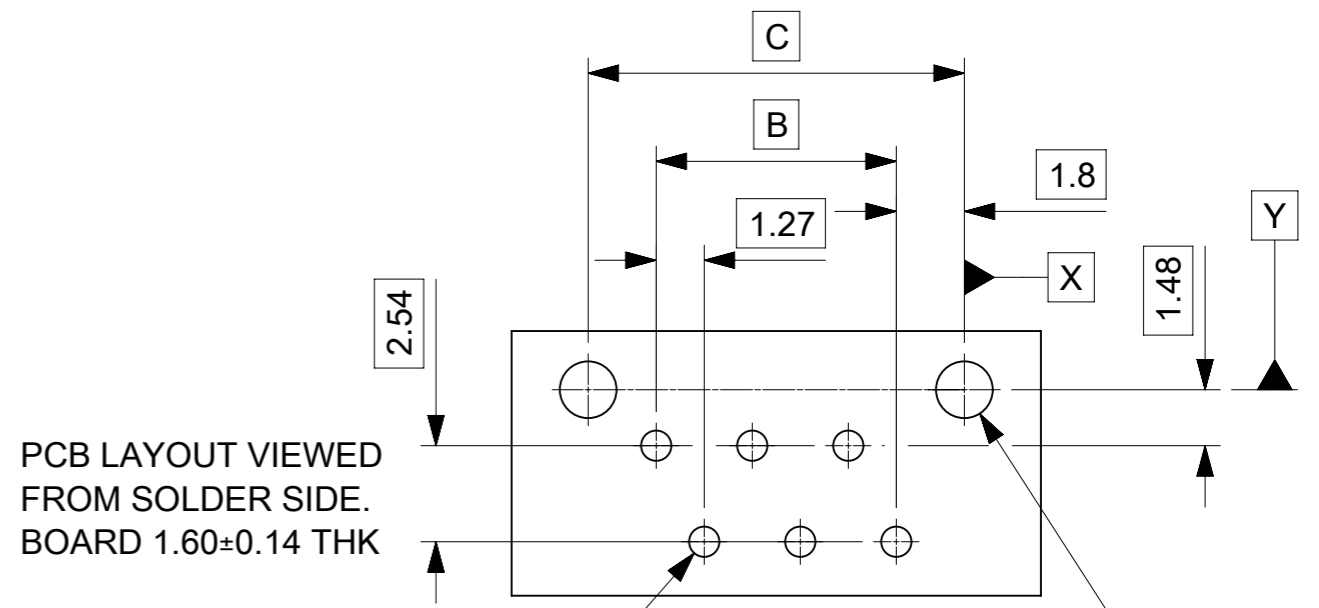 C
B
1.8
1.27
Y
X
2.54
1.48
PCB LAYOUT VIEWED
FROM SOLDER SIDE.
BOARD 1.60±0.14 THK